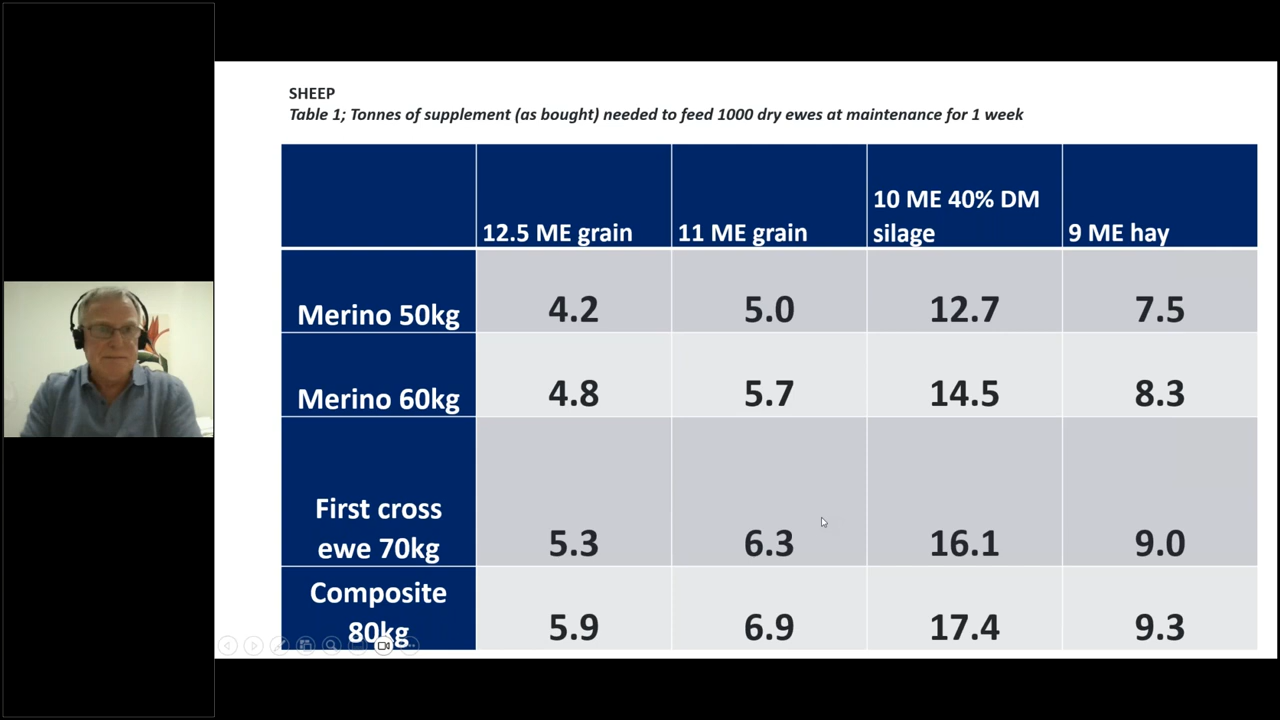 SHEEP
Table 1; Tonnes of supplement (as bought) needed to feed 1000 dry ewes at maintenance for 1 week
12.5 ME grain
11 ME grain
10 ME 40% DM
silage
9 ME hay
Merino 50kg
4.2
5.0
12.7
7.5
Merino 60kg
4.8
5.7
14.5
8.3
First cross
ewe 70kg
5.3
6.3
16.1
9.0
Composite
80kg
5.9
6.9
17.4
9.3